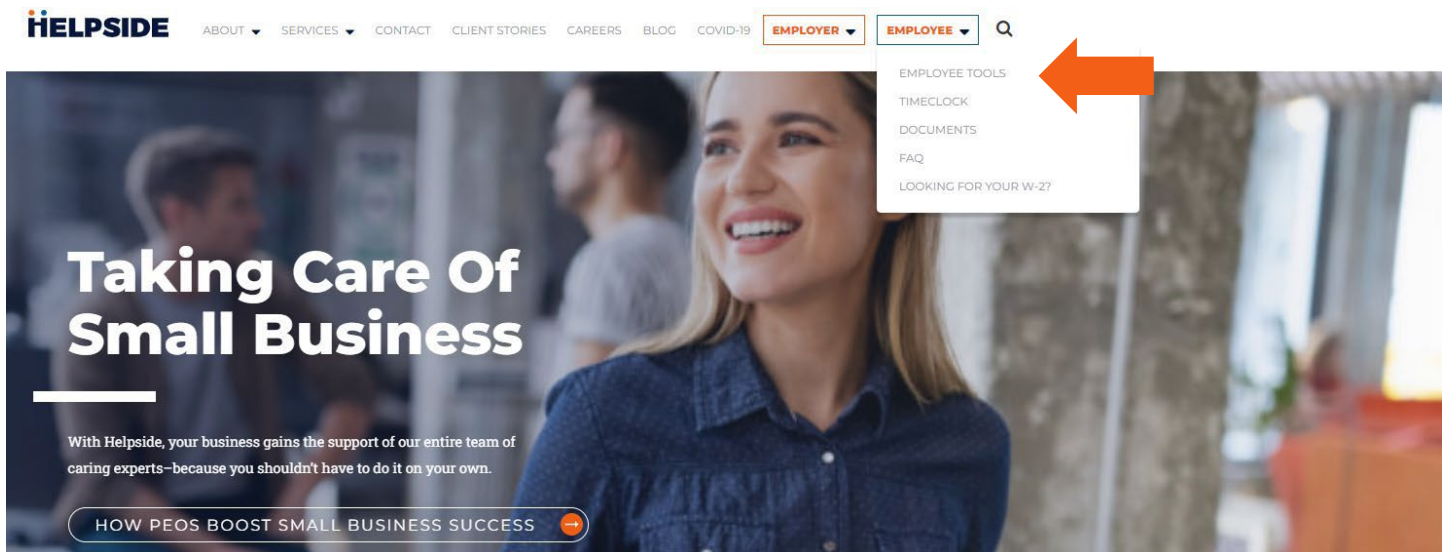 HELPSIDE
ABOUT SERVICES CONTACT CLIENT STORIES CAREERS BLOG COVID-19 EMPLOYER EMPLOYEE
EMPLOYEE TOOLS
TIMECLOCK
DOCUMENTS
FAQ
LOOKING FOR YOUR W-2?
Taking Care Of
Small Business
With Helpside, your business gains the support of our entire team of
caring experts–because you shouldn't have to do it on your own.
HOW PEOS BOOST SMALL BUSINESS SUCCESS